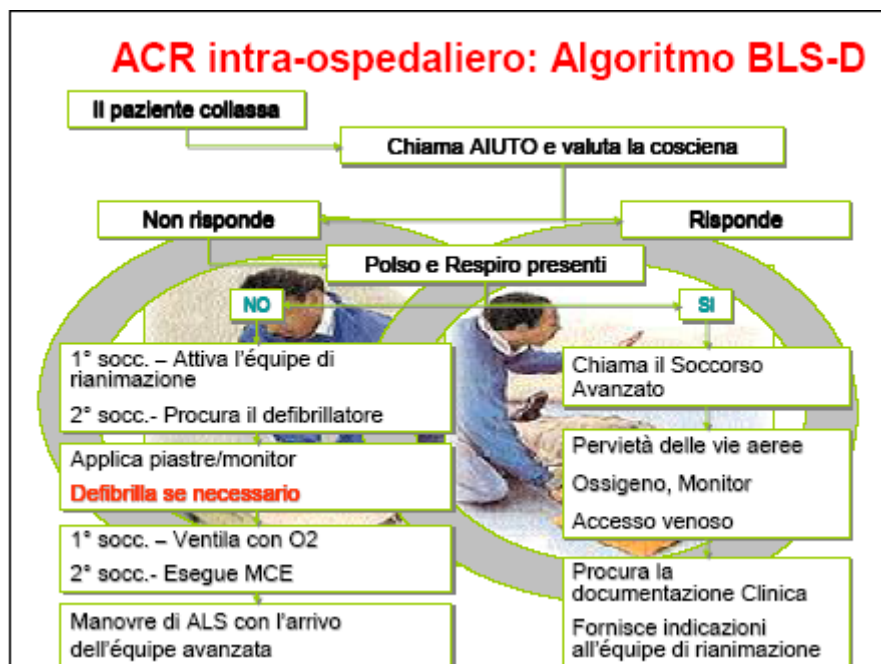 ACR intra-ospedaliero: Algoritmo BLS-D
Il paziente collassa
Chiama AIUTO e valuta la cosciena
Non risponde
Risponde
Polso e Respiro presenti
NO
SI
1° socc. – Attiva l'équipe di
rianimazione
2° socc.- Procura il defibrillatore
Applica piastre/monitor
Defibrilla se necessario
1° socc. – Ventila con O2
2° socc.- Esegue MCE
Manovre di ALS con l'arrivo
dell'équipe avanzata
Chiama il Soccorso
Avanzato
Pervietà delle vie aeree
Ossigeno, Monitor
Accesso venoso
Procura la
documentazione Clinica
Fornisce indicazioni
all'équipe di rianimazione